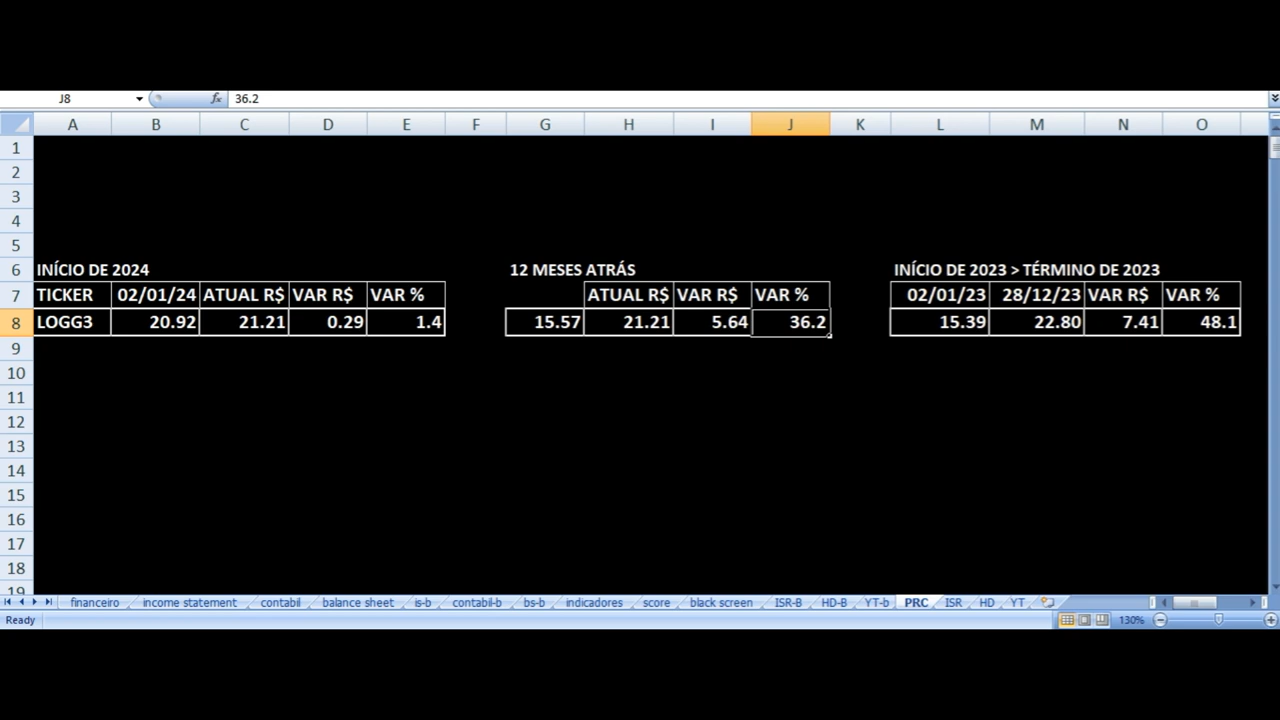 J8 fx 36.2
A B C D E F G H I J K L M N O
1
2
3
4
5
6 INÍCIO DE 2024 12 MESES ATRÁS INÍCIO DE 2023 > TÉRMINO DE 2023
7 TICKER 02/01/24 ATUAL R$ VAR R$ VAR % ATUAL R$ VAR R$ VAR % 02/01/23 28/12/23 VAR R$ VAR %
8 LOGG3 20.92 21.21 0.29 1.4 15.57 21.21 5.64 36.2 15.39 22.80 7.41 48.1
9
10
11
12
13
14
15
16
17
18
19
financeiro income statement contabil balance sheet is-b contabil-b bs-b indicadores score black screen ISR-B HD-B YT-b PRC ISR HD YT
Ready 130%